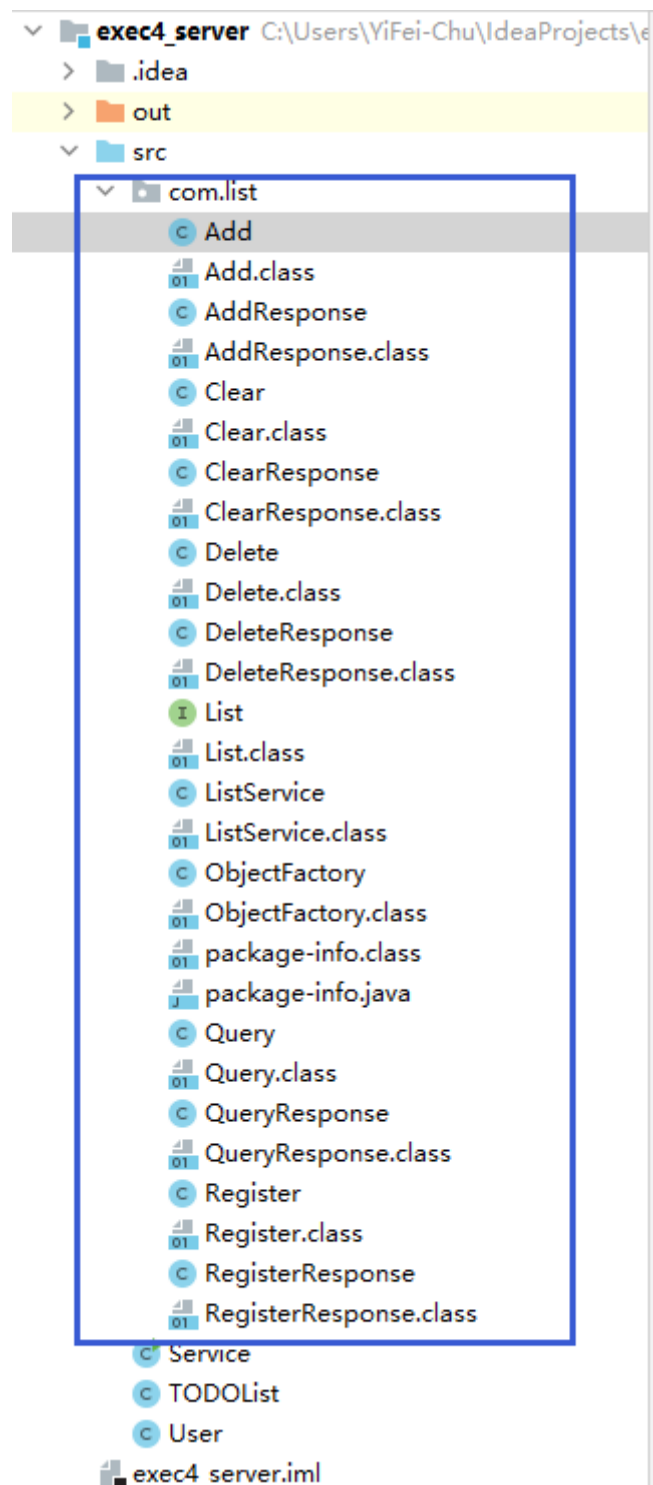 exec4_server C:\Users\YiFei-Chu\IdeaProjects\e
.idea
out
src
com.list
Add
Add.class
AddResponse
AddResponse.class
Clear
Clear.class
ClearResponse
ClearResponse.class
Delete
Delete.class
DeleteResponse
DeleteResponse.class
List
List.class
ListService
ListService.class
ObjectFactory
ObjectFactory.class
package-info.class
package-info.java
Query
Query.class
QueryResponse
QueryResponse.class
Register
Register.class
RegisterResponse
RegisterResponse.class
Service
TODOList
User
exec4_server.iml